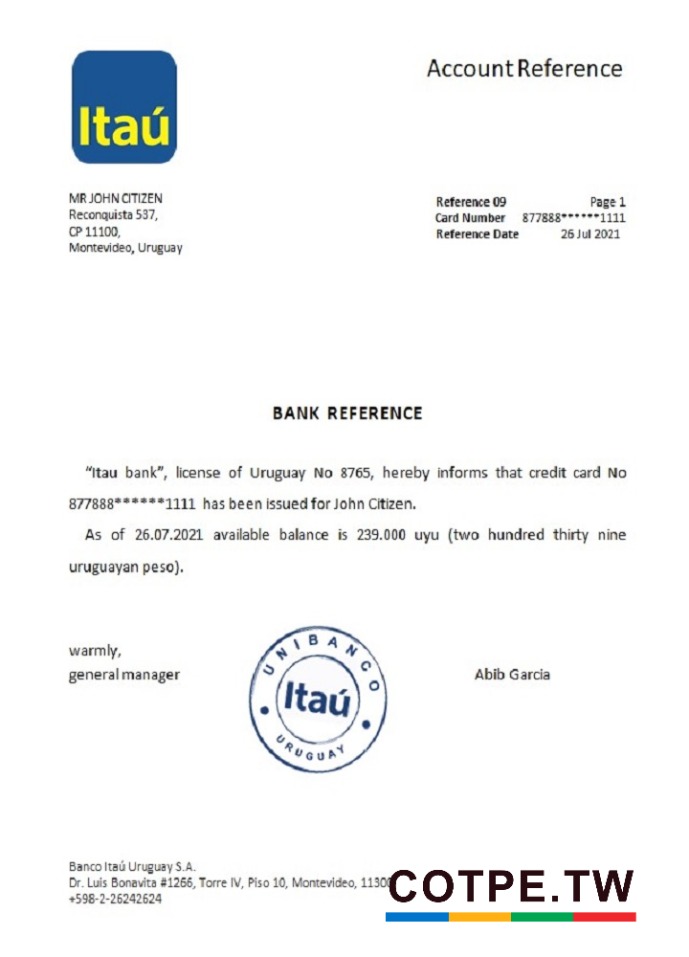 Itaú
Account Reference
MR JOHN CITIZEN
Reconquista 537,
CP 11100,
Montevideo, Uruguay
Reference 09 Page 1
Card Number 877888******1111
Reference Date 26 Jul 2021
BANK REFERENCE
“Itau bank”, license of Uruguay No 8765, hereby informs that credit card No
877888******1111 has been issued for John Citizen.
As of 26.07.2021 available balance is 239.000 uyu (two hundred thirty nine
uruguayan peso).
warmly,
general manager
UNIBANCO
Itaú
URUGUAY
Abib Garcia
Banco Itaú Uruguay S.A.
Dr. Luis Bonavita #1266, Torre IV, Piso 10, Montevideo, 11300
+598-2-26242624
COTPE.TW